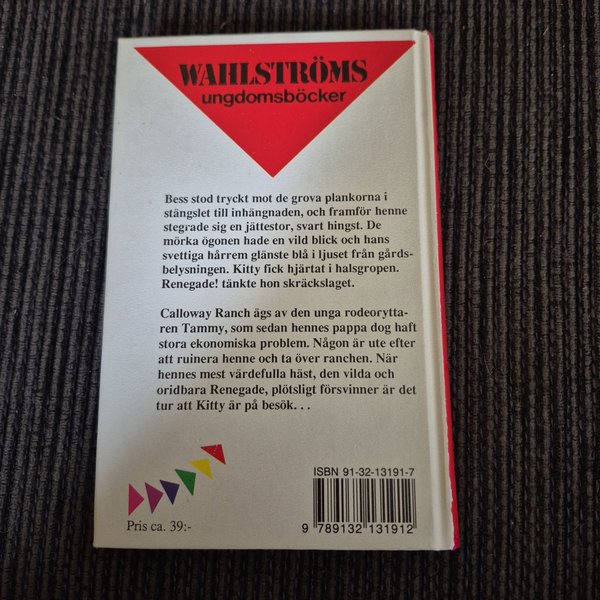 WAHLSTRÖMS
ungdomsböcker
Bess stod tryckt mot de grova plankorna i
stängslet till inhängnaden, och framför henne
stegrade sig en jättestor, svart hingst. De
mörka ögonen hade en vild blick och hans
svettiga hårrem glänste blå i ljuset från gårds-
belysningen. Kitty fick hjärtat i halsgropen.
Renegade! tänkte hon skräckslaget.
Calloway Ranch ägs av den unga rodeorytta-
ren Tammy, som sedan hennes pappa dog haft
stora ekonomiska problem. Någon är ute efter
att ruinera henne och ta över ranchen. När
hennes mest värdefulla häst, den vilda och
oridbara Renegade, plötsligt försvinner är det
tur att Kitty är på besök. . .
ISBN 91-32-13191-7
9 789132 131912
Pris ca. 39:-